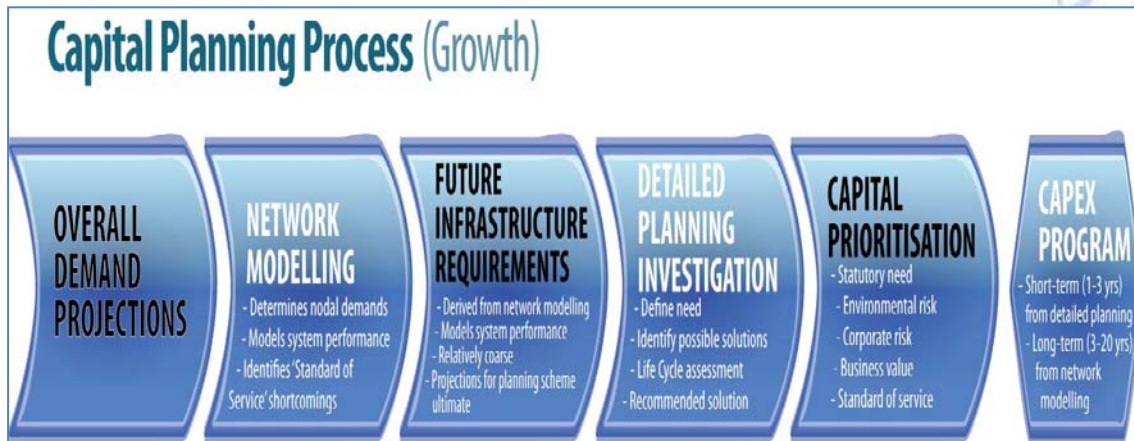 Capital Planning Process (Growth)
OVERALL
DEMAND
PROJECTIONS
NETWORK
MODELLING
- Determines nodal demands
- Models system performance
- Identifies 'Standard of
Service' shortcomings
FUTURE
INFRASTRUCTURE
REQUIREMENTS
- Derived from network modelling
- Models system performance
- Relatively coarse
- Projections for planning scheme
ultimate
DETAILED
PLANNING
INVESTIGATION
- Define need
- Identify possible solutions
- Life Cycle assessment
- Recommended solution
CAPITAL
PRIORITISATION
- Statutory need
- Environmental risk
- Corporate risk
- Business value
- Standard of service
CAPEX
PROGRAM
- Short-term (1-3 yrs)
from detailed planning
- Long-term (3-20 yrs)
from network
modelling